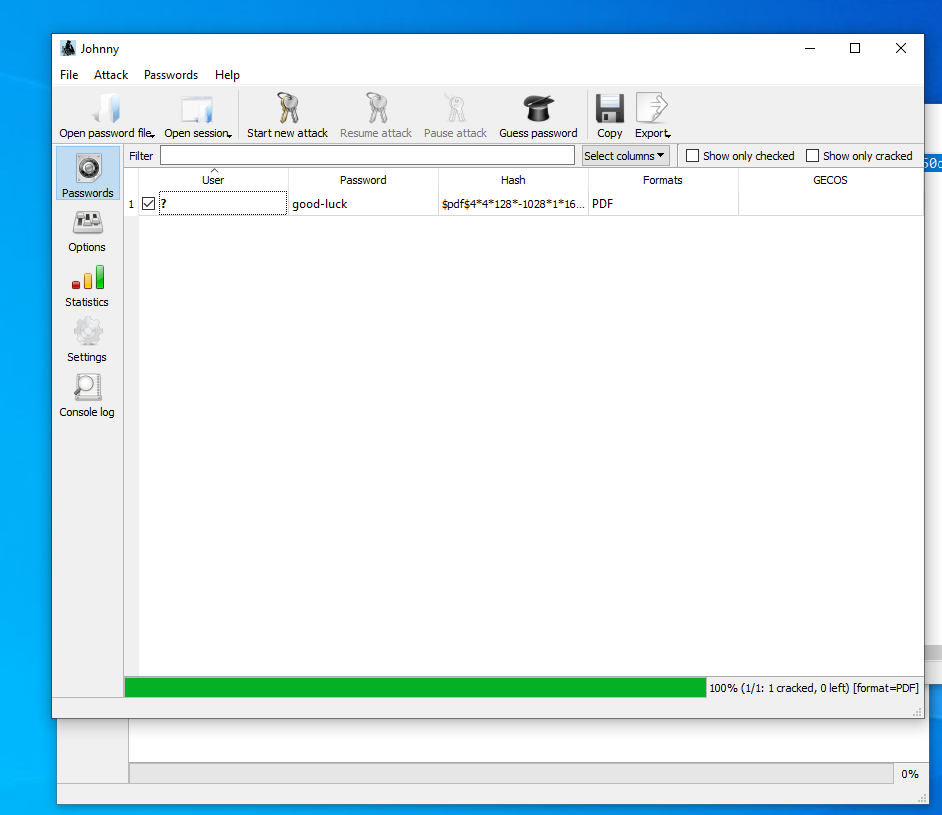 Johnny
File Attack Passwords Help
Open password file Open session Start new attack Resume attack Pause attack Guess password Copy Export
Passwords
Filter Select columns Show only checked Show only cracked
User Password Hash Formats GECOS
1 ? good-luck $pdf$4*4*128*-1028*1*16... PDF
Options
Statistics
Settings
Console log
100% (1/1: 1 cracked, 0 left) [format=PDF]
0%